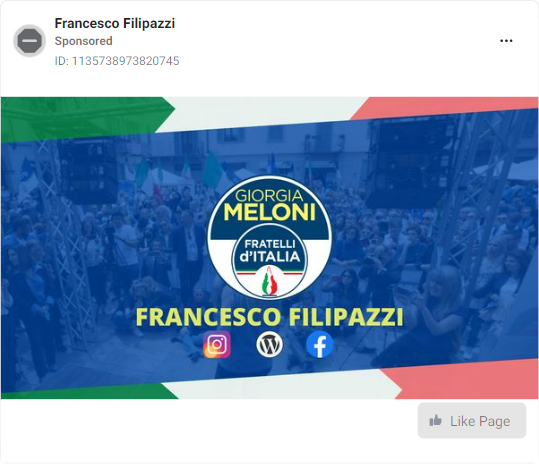 Francesco Filipazzi
Sponsored
ID: 1135738973820745
GIORGIA
MELONI
FRATELLI
d'ITALIA
FRANCESCO FILIPAZZI
Like Page